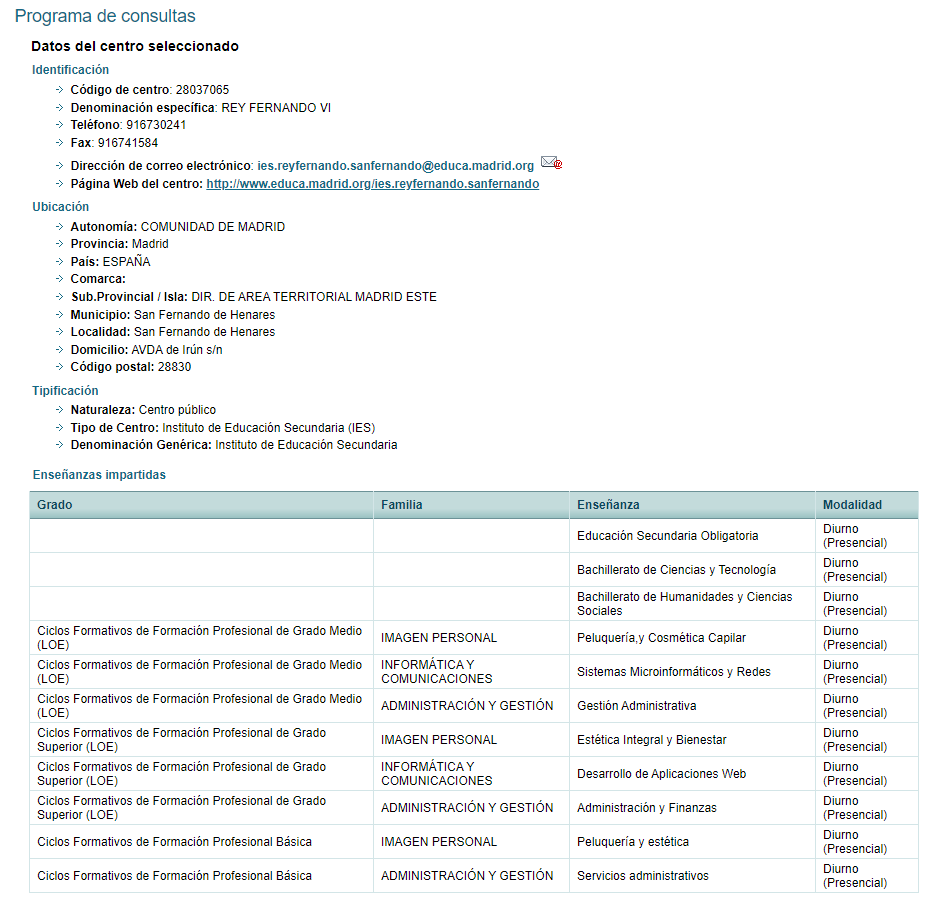 Programa de consultas
Datos del centro seleccionado
Identificación
Código de centro: 28037065
Denominación específica: REY FERNANDO VI
Teléfono: 916730241
Fax: 916741584
Dirección de correo electrónico: ies.reyfernando.sanfernando@educa.madrid.org
Página Web del centro: http://www.educa.madrid.org/ies.reyfernando.sanfernando
Ubicación
Autonomía: COMUNIDAD DE MADRID
Provincia: Madrid
País: ESPAÑA
Comarca:
Sub.Provincial / Isla: DIR. DE AREA TERRITORIAL MADRID ESTE
Municipio: San Fernando de Henares
Localidad: San Fernando de Henares
Domicilio: AVDA de Irún s/n
Código postal: 28830
Tipificación
Naturaleza: Centro público
Tipo de Centro: Instituto de Educación Secundaria (IES)
Denominación Genérica: Instituto de Educación Secundaria
Enseñanzas impartidas
Grado Familia Enseñanza Modalidad
Educación Secundaria Obligatoria Diurno
(Presencial)
Bachillerato de Ciencias y Tecnología Diurno
(Presencial)
Bachillerato de Humanidades y Ciencias Diurno
Sociales (Presencial)
Ciclos Formativos de Formación Profesional de Grado Medio IMAGEN PERSONAL Peluquería,y Cosmética Capilar Diurno
(LOE) (Presencial)
Ciclos Formativos de Formación Profesional de Grado Medio INFORMÁTICA Y Sistemas Microinformáticos y Redes Diurno
(LOE) COMUNICACIONES (Presencial)
Ciclos Formativos de Formación Profesional de Grado Medio ADMINISTRACIÓN Y GESTIÓN Gestión Administrativa Diurno
(LOE) (Presencial)
Ciclos Formativos de Formación Profesional de Grado IMAGEN PERSONAL Estética Integral y Bienestar Diurno
Superior (LOE) (Presencial)
Ciclos Formativos de Formación Profesional de Grado INFORMÁTICA Y Desarrollo de Aplicaciones Web Diurno
Superior (LOE) COMUNICACIONES (Presencial)
Ciclos Formativos de Formación Profesional de Grado ADMINISTRACIÓN Y GESTIÓN Administración y Finanzas Diurno
Superior (LOE) (Presencial)
Ciclos Formativos de Formación Profesional Básica IMAGEN PERSONAL Peluquería y estética Diurno
(Presencial)
Ciclos Formativos de Formación Profesional Básica ADMINISTRACIÓN Y GESTIÓN Servicios administrativos Diurno
(Presencial)